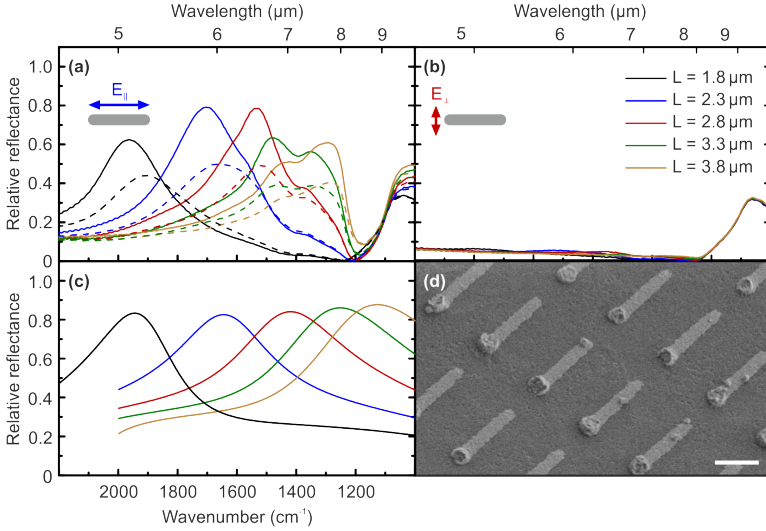 Wavelength (µm) Wavelength (µm)
5 6 7 8 9 5 6 7 8 9
1.0 (a) (b)
E∥ L = 1.8 µm
0.8 E⊥ L = 2.3 µm
L = 2.8 µm
0.6 L = 3.3 µm
L = 3.8 µm
0.4
0.2
0
Relative reflectance
(c) (d)
1.0
0.8
0.6
0.4
0.2
0
Relative reflectance
2000 1800 1600 1400 1200
Wavenumber (cm⁻¹)